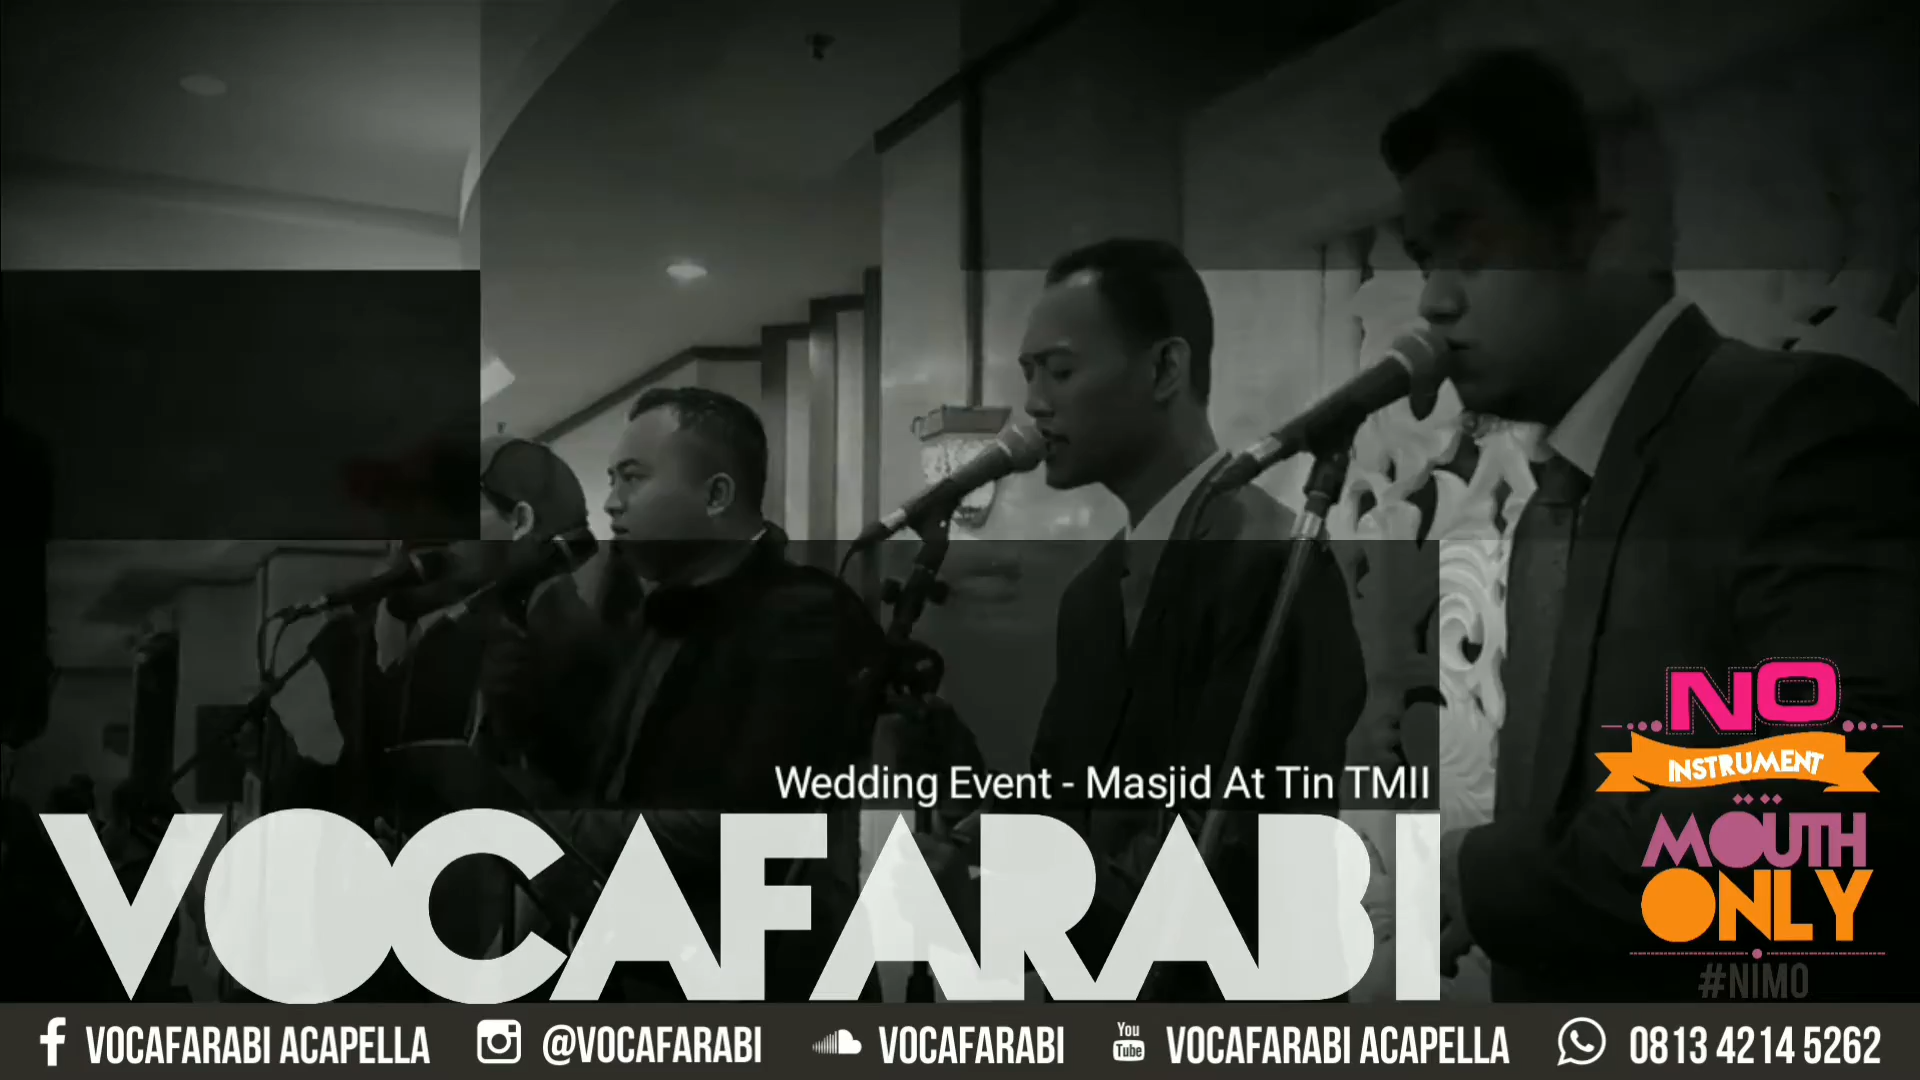 Wedding Event - Masjid At Tin TMII
VOCAFARABI
NO
INSTRUMENT
MOUTH
ONLY
#NIMO
VOCAFARABI ACAPELLA
@VOCAFARABI
VOCAFARABI
You Tube
VOCAFARABI ACAPELLA
0813 4214 5262